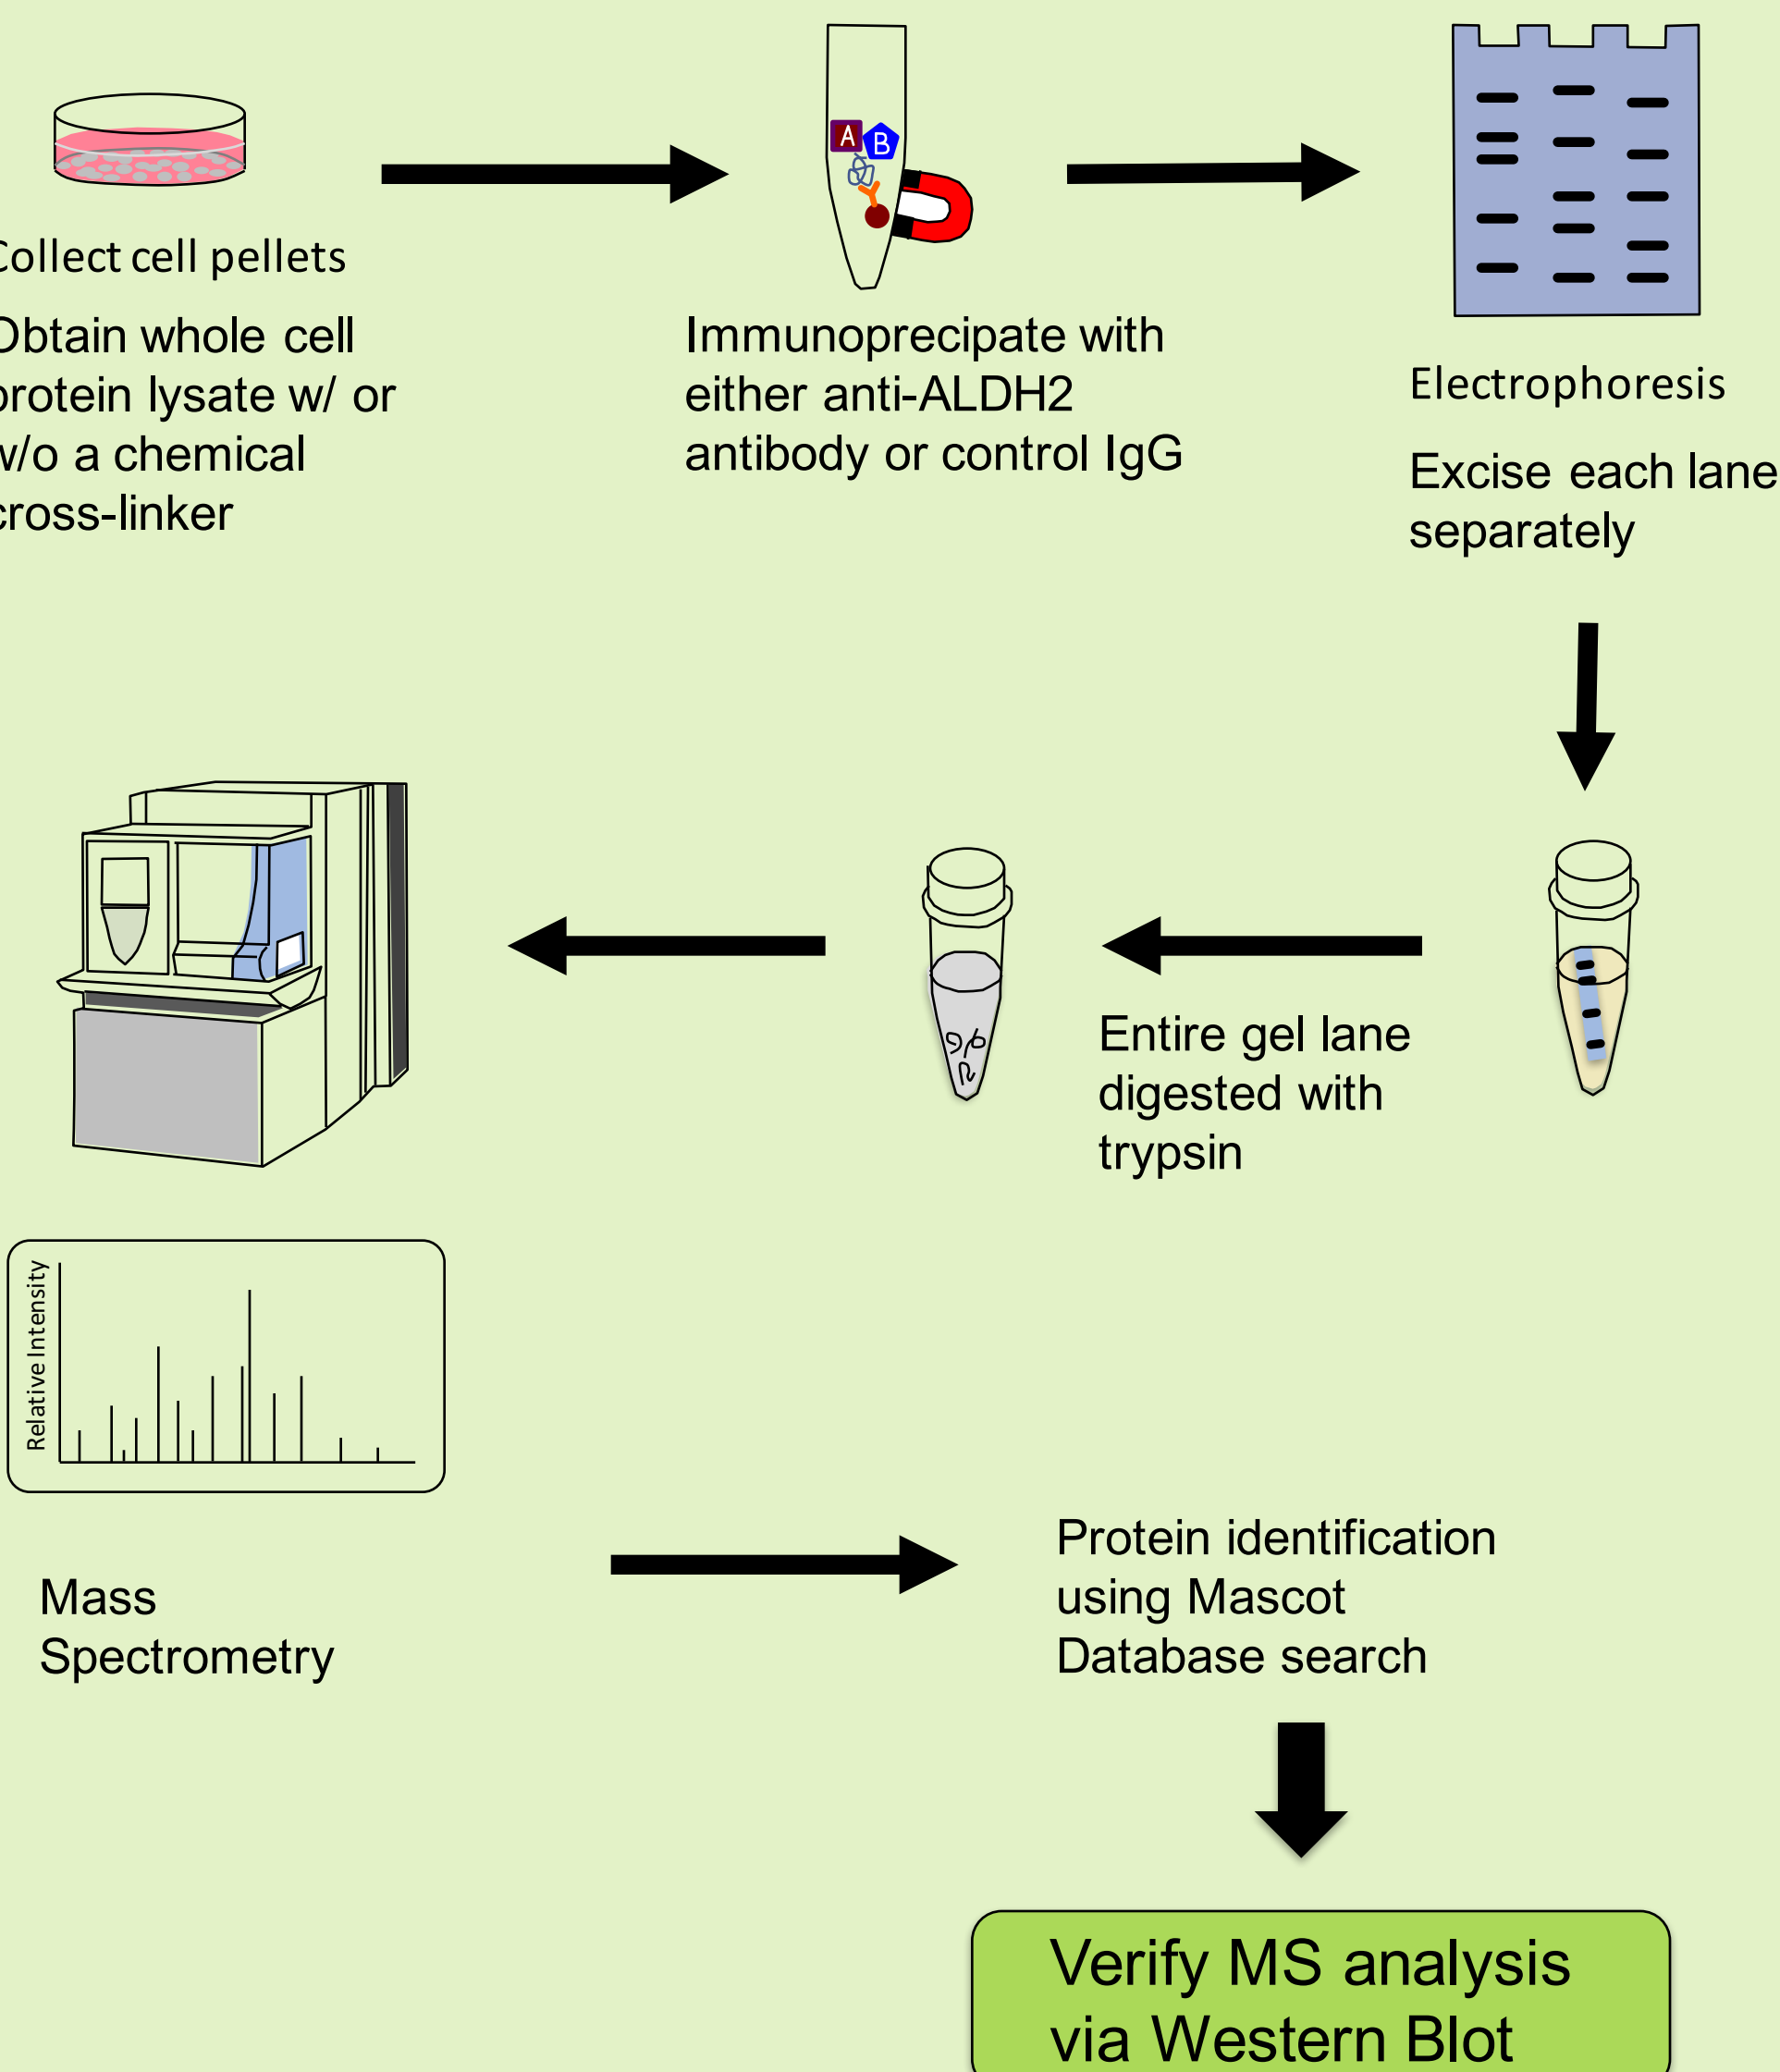 A
B
Collect cell pellets
Obtain whole cell
protein lysate w/ or
w/o a chemical
cross-linker
Immunoprecipitate with
either anti-ALDH2
antibody or control IgG
Electrophoresis
Excise each lane
separately
Entire gel lane
digested with
trypsin
Relative Intensity
Mass
Spectrometry
Protein identification
using Mascot
Database search
Verify MS analysis
via Western Blot